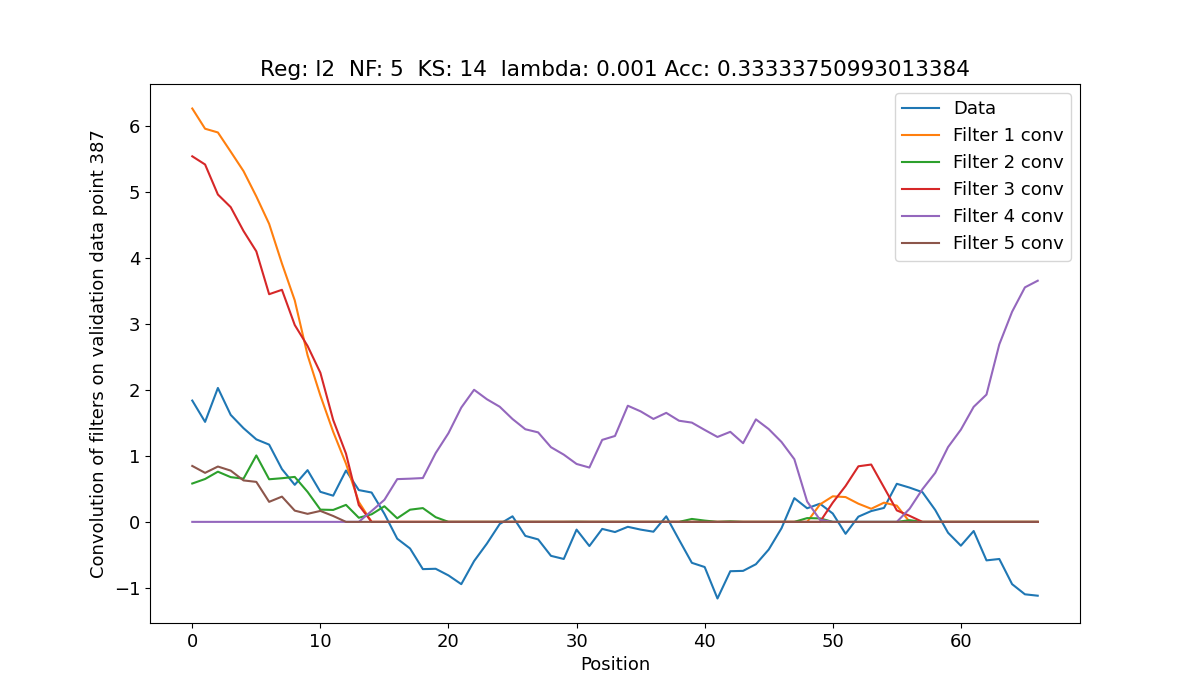 Reg: l2  NF: 5  KS: 14  lambda: 0.001 Acc: 0.33333750993013384
Convolution of filters on validation data point 387
6
5
4
3
2
1
0
−1
Data
Filter 1 conv
Filter 2 conv
Filter 3 conv
Filter 4 conv
Filter 5 conv
0 10 20 30 40 50 60
Position